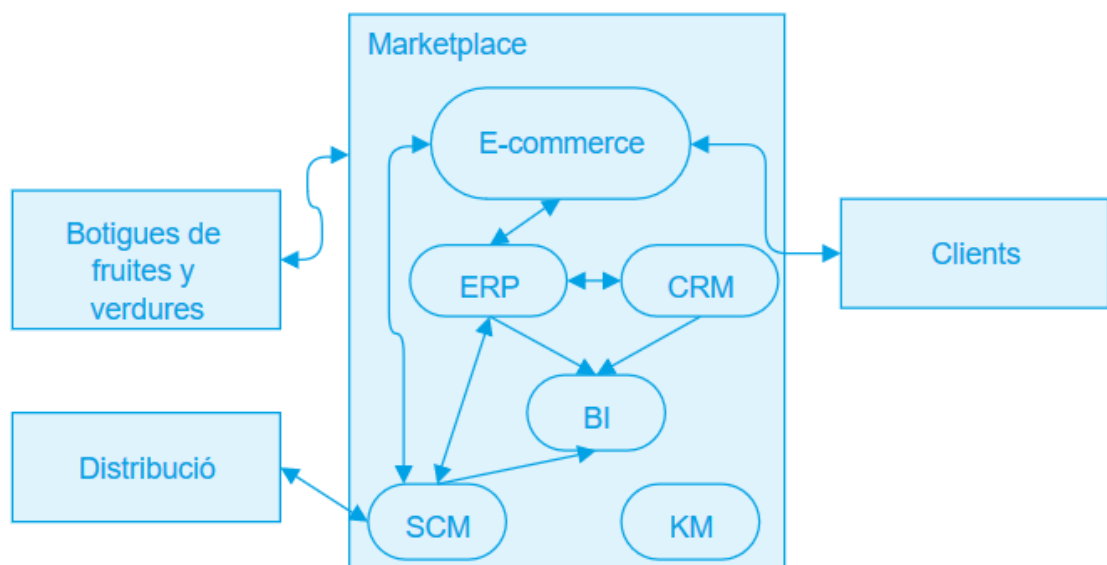 Marketplace
E-commerce
Botigues de
fruites y
verdures
Clients
ERP
CRM
BI
Distribució
SCM
KM